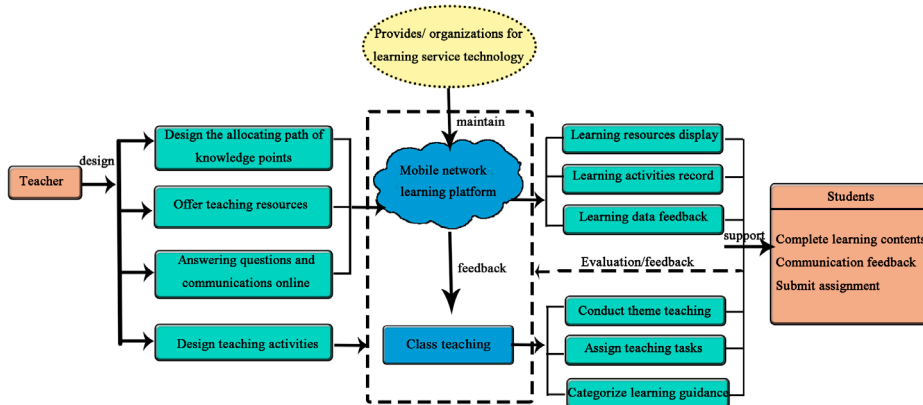 Provides/ organizations for
learning service technology
maintain
Teacher
design
Design the allocating path of
knowledge points
Offer teaching resources
Answering questions and
communications online
Design teaching activities
Mobile network
learning platform
feedback
Class teaching
Learning resources display
Learning activities record
Learning data feedback
Evaluation/feedback
Conduct theme teaching
Assign teaching tasks
Categorize learning guidance
support
Students
Complete learning contents
Communication feedback
Submit assignment